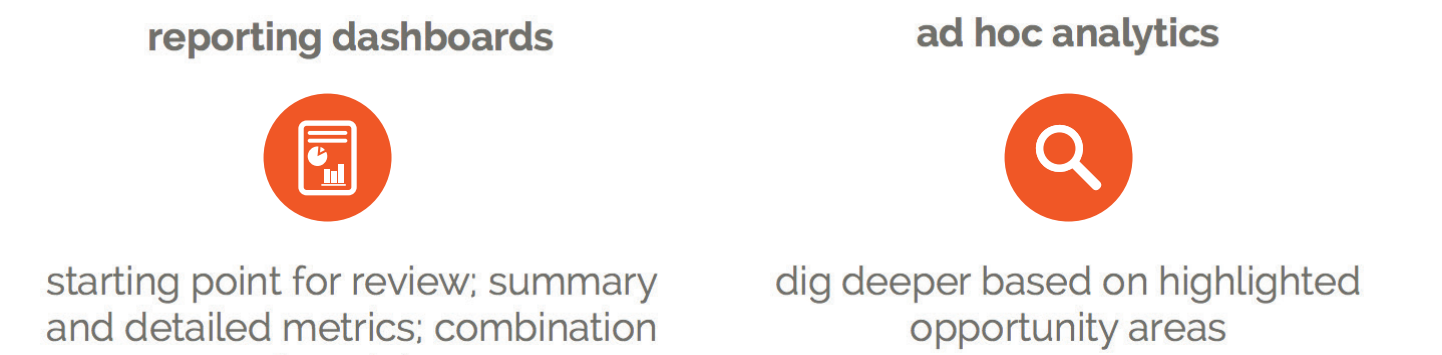 reporting dashboards
starting point for review; summary
and detailed metrics; combination
ad hoc analytics
dig deeper based on highlighted
opportunity areas